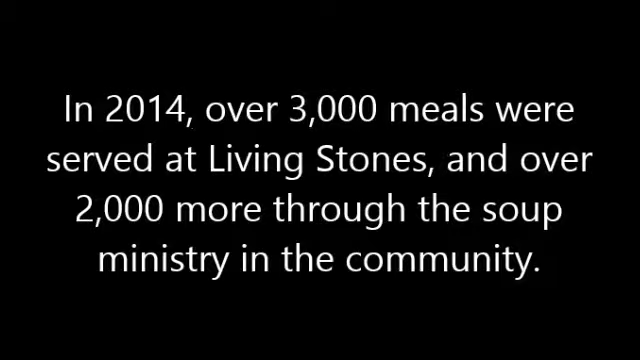 In 2014, over 3,000 meals were
served at Living Stones, and over
2,000 more through the soup
ministry in the community.